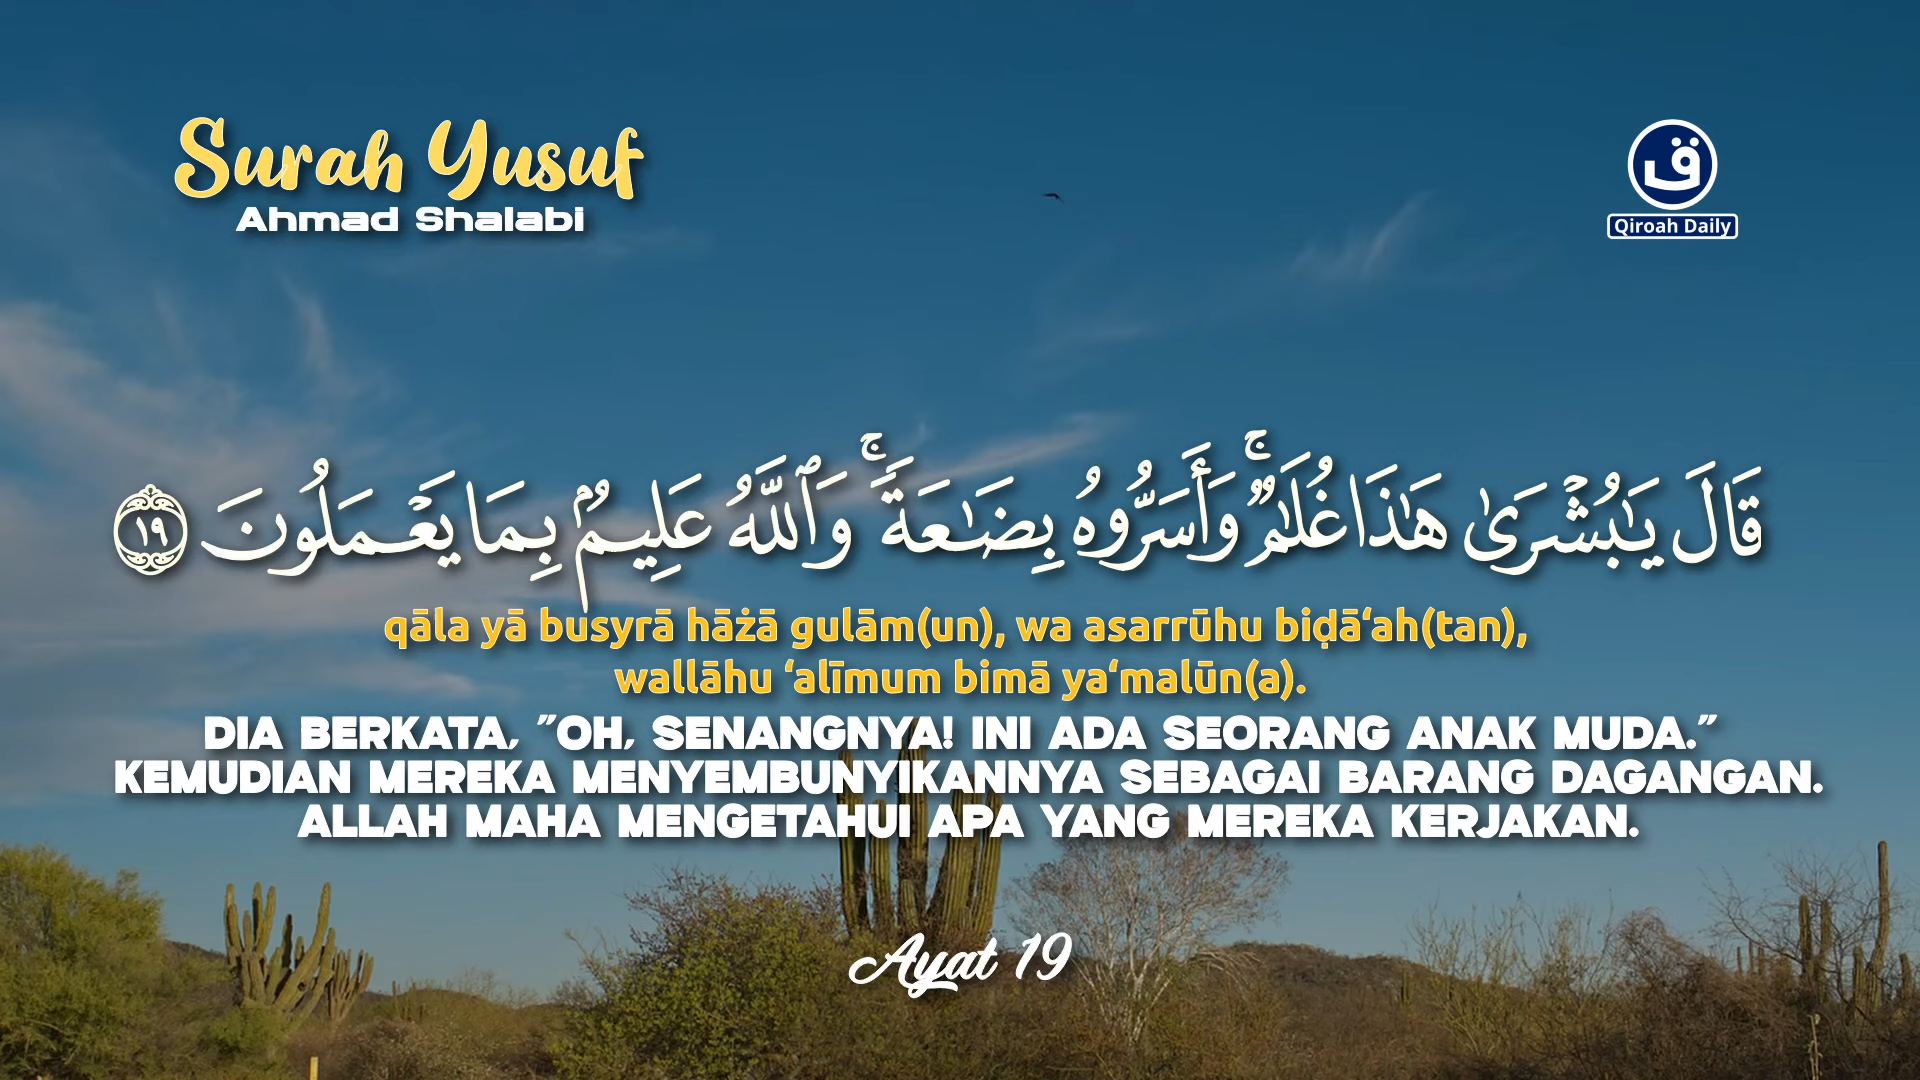 Surah Yusuf
Ahmad Shalabi
ق
Qiroah Daily
قَالَ يَـٰبُشْرَىٰ هَـٰذَا غُلَـٰمٌۭ ۚ وَأَسَرُّوهُ بِضَـٰعَةًۭ ۚ وَٱللَّهُ عَلِيمٌۢ بِمَا يَعْمَلُونَ ١٩
qāla yā busyrā hāżā gulām(un), wa asarrūhu biḍā‘ah(tan),
wallāhu ‘alīmum bimā ya‘malūn(a).
DIA BERKATA, "OH, SENANGNYA! INI ADA SEORANG ANAK MUDA."
KEMUDIAN MEREKA MENYEMBUNYIKANNYA SEBAGAI BARANG DAGANGAN.
ALLAH MAHA MENGETAHUI APA YANG MEREKA KERJAKAN.
Ayat 19